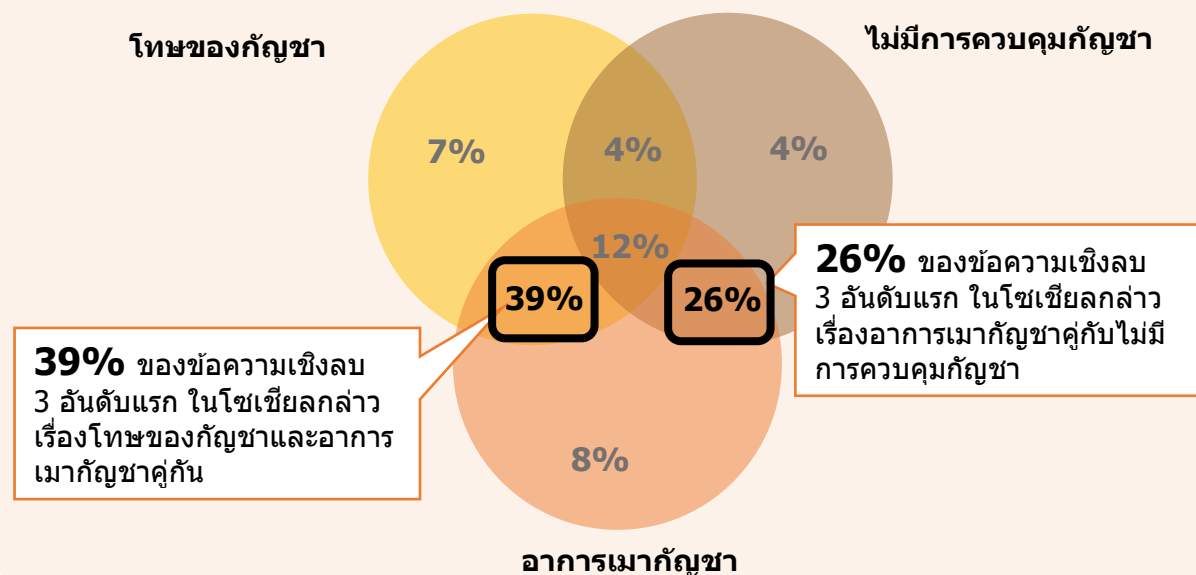 โทษของกัญชา
ไม่มีการควบคุมกัญชา
7%
4%
4%
12%
39%
26%
26% ของข้อความเชิงลบ
3 อันดับแรก ในโซเชียลกล่าว
เรื่องอาการเมากัญชาคู่กับไม่มี
การควบคุมกัญชา
39% ของข้อความเชิงลบ
3 อันดับแรก ในโซเชียลกล่าว
เรื่องโทษของกัญชาและอาการ
เมากัญชาคู่กัน
8%
อาการเมากัญชา